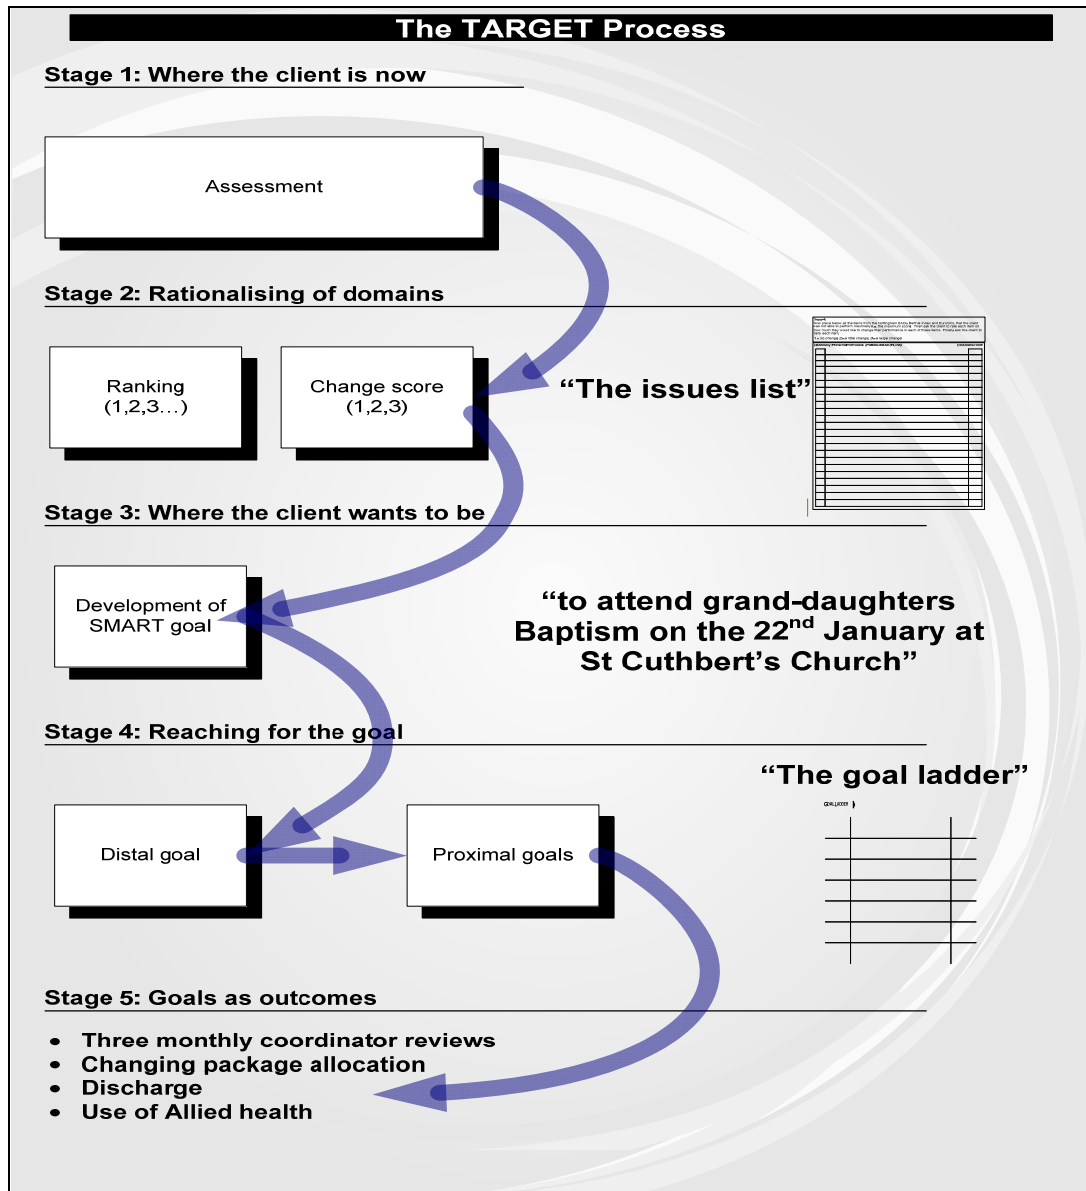 The TARGET Process
Stage 1: Where the client is now
Assessment
Stage 2: Rationalising of domains
Ranking
(1,2,3…)
Change score
(1,2,3)
“The issues list”
Stage 3: Where the client wants to be
Development of
SMART goal
“to attend grand-daughters
Baptism on the 22nd January at
St Cuthbert’s Church”
Stage 4: Reaching for the goal
“The goal ladder”
GOAL LADDER
Distal goal
Proximal goals
Stage 5: Goals as outcomes
• Three monthly coordinator reviews
• Changing package allocation
• Discharge
• Use of Allied health